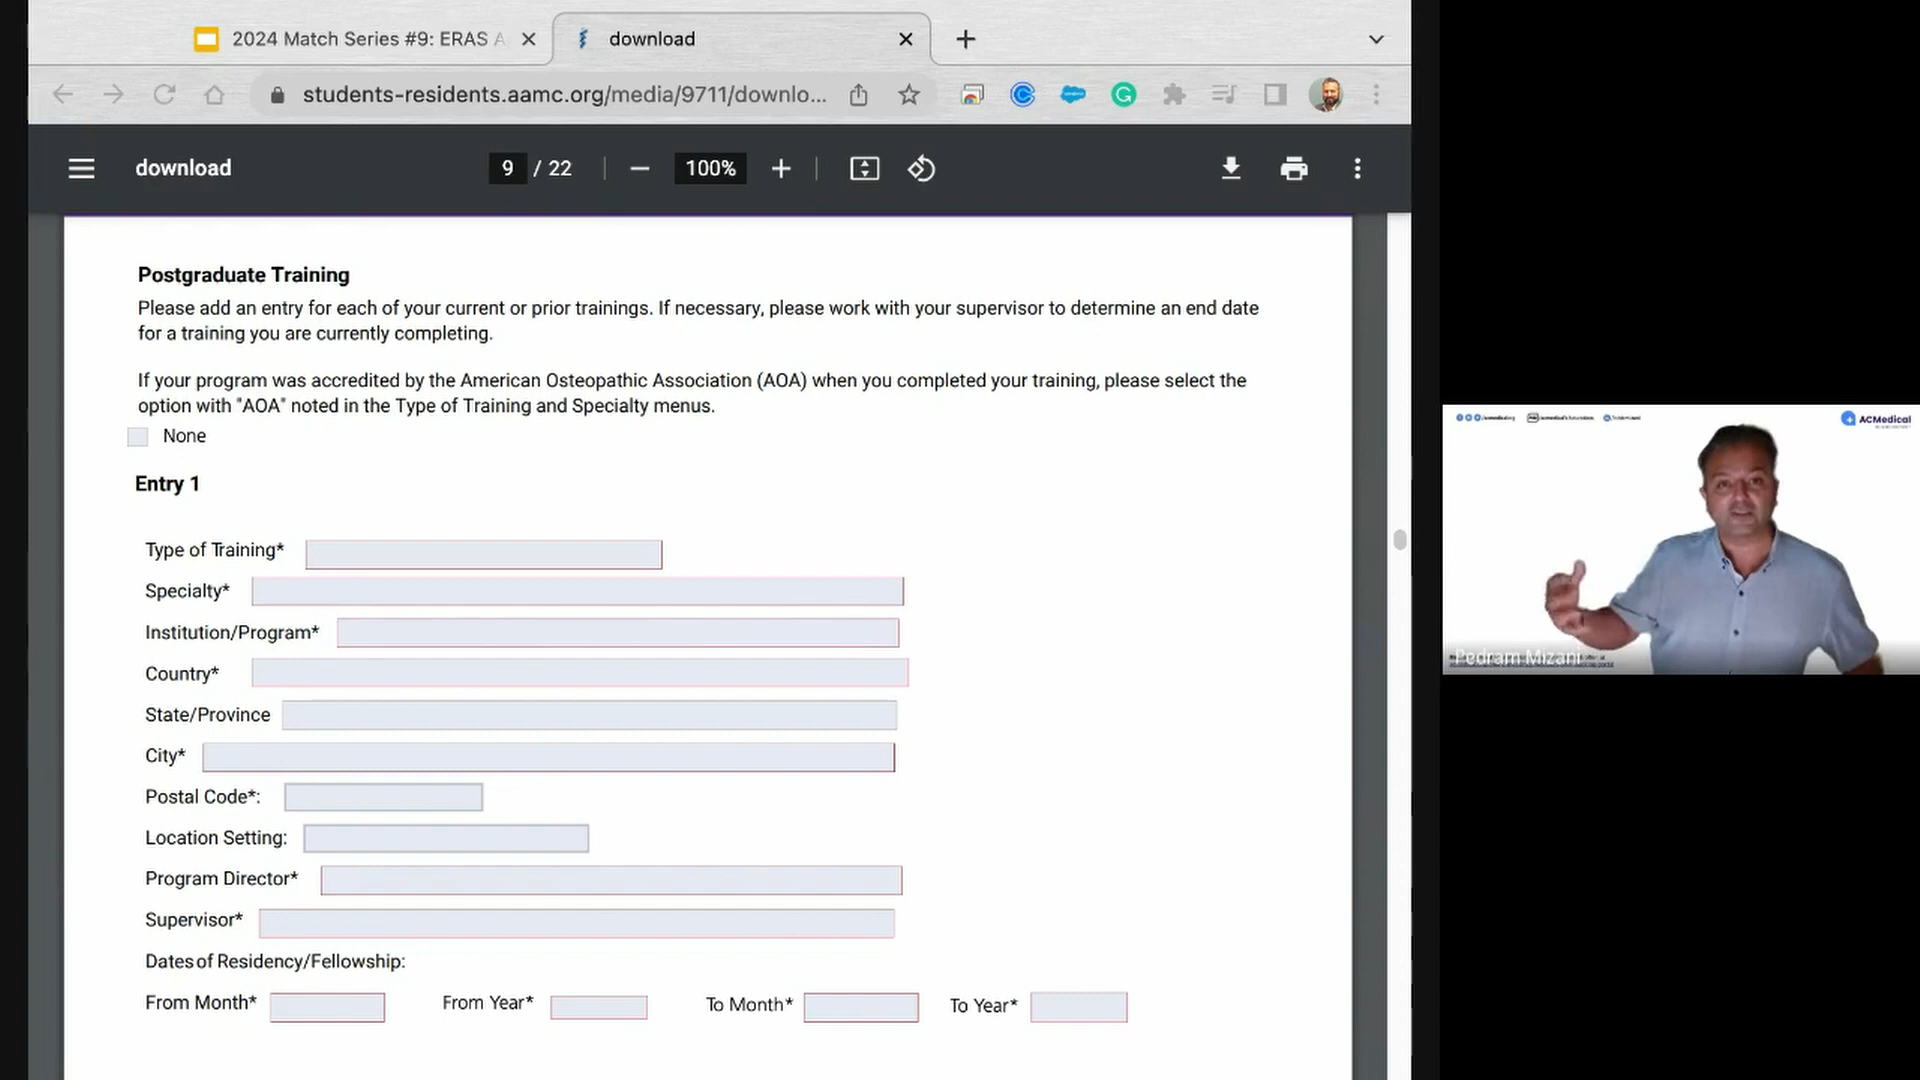 2024 Match Series #9: ERAS A
download
students-residents.aamc.org/media/9711/downlo...
download
9 / 22
100%
Postgraduate Training
Please add an entry for each of your current or prior trainings. If necessary, please work with your supervisor to determine an end date
for a training you are currently completing.
If your program was accredited by the American Osteopathic Association (AOA) when you completed your training, please select the
option with "AOA" noted in the Type of Training and Specialty menus.
None
Entry 1
Type of Training*
Specialty*
Institution/Program*
Country*
State/Province
City*
Postal Code*:
Location Setting:
Program Director*
Supervisor*
Dates of Residency/Fellowship:
From Month*
From Year*
To Month*
To Year*
ACMedical
Pedram Mizani